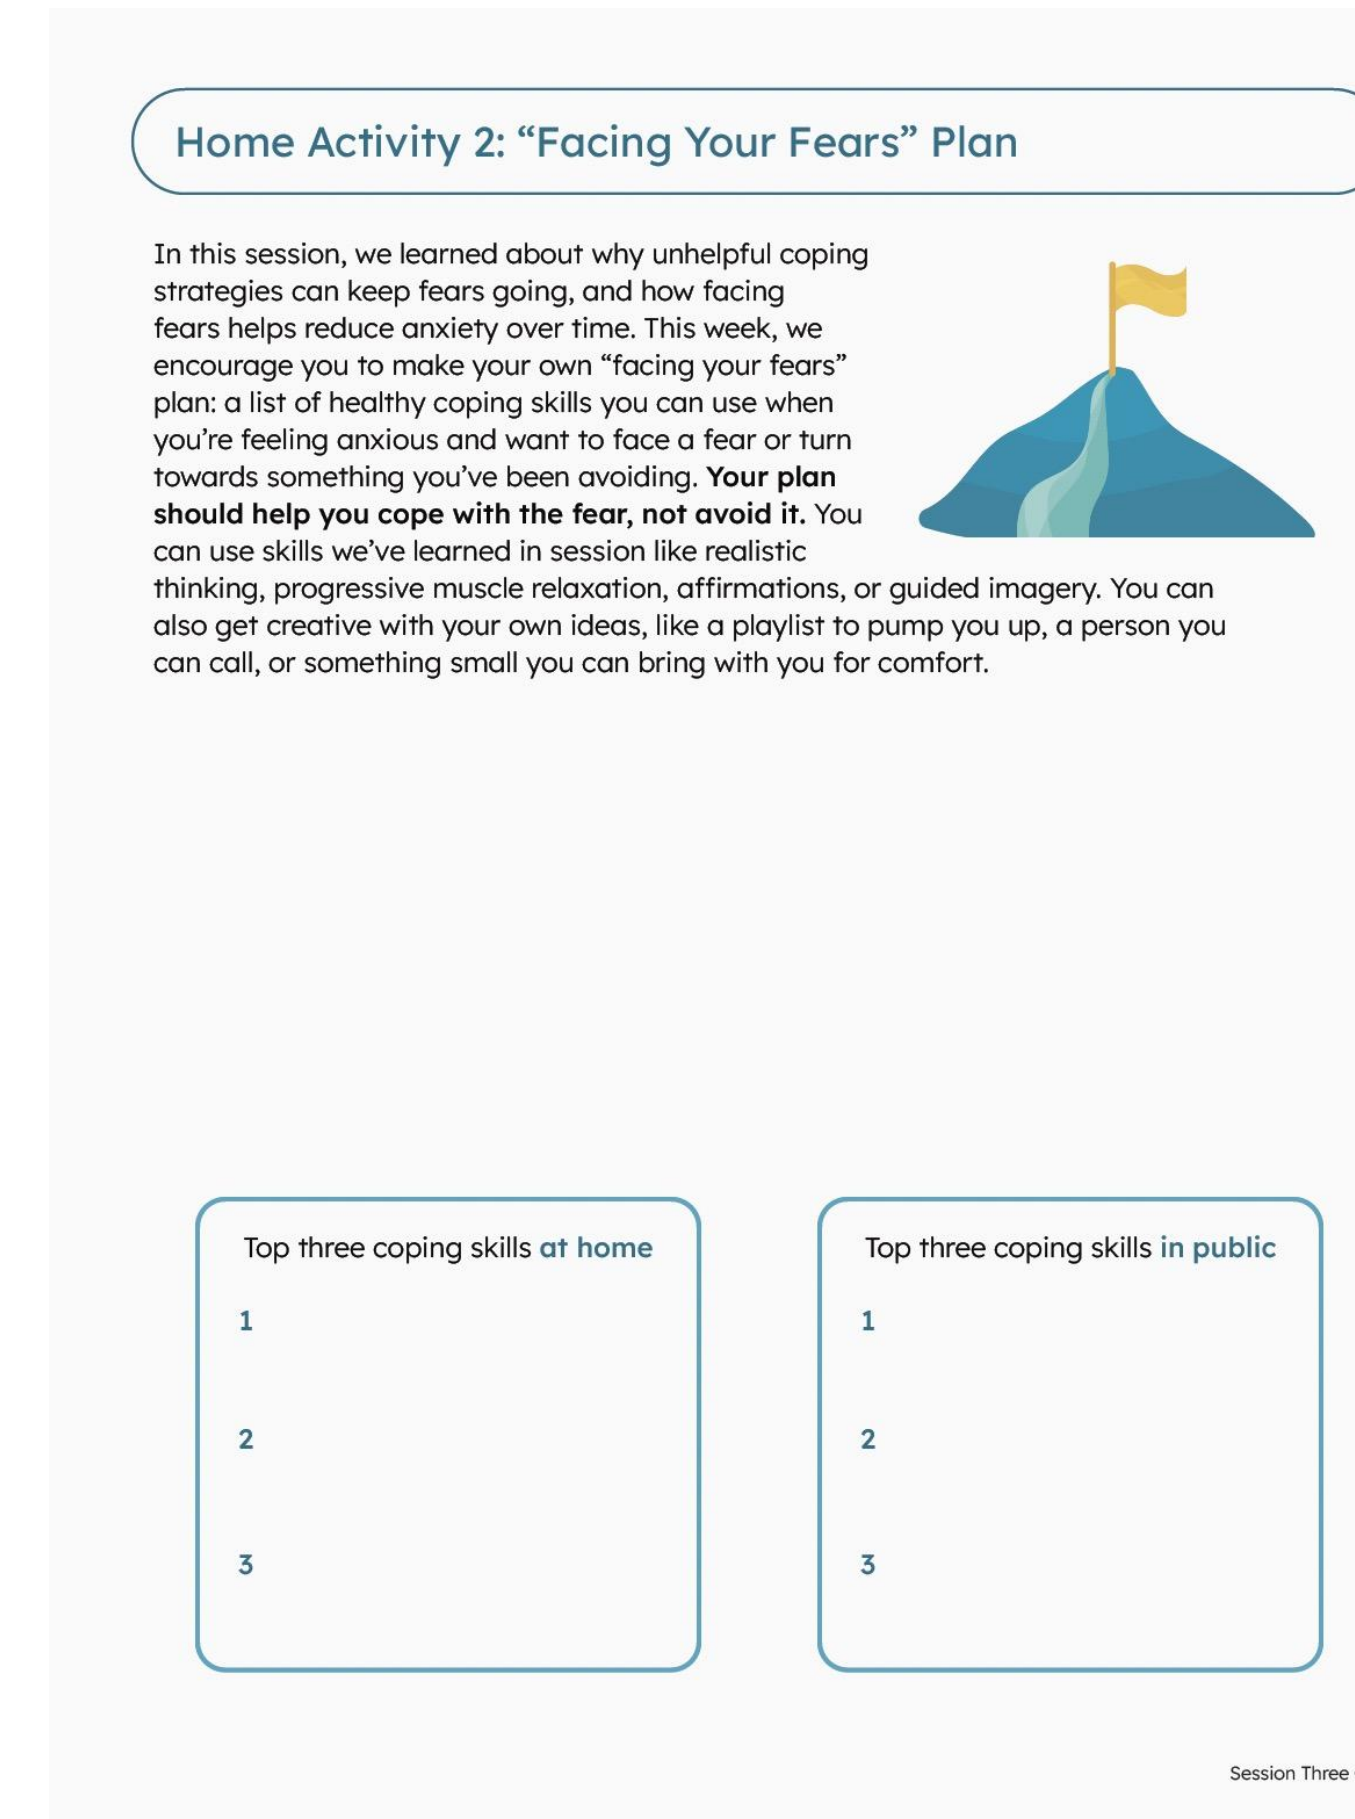 Home Activity 2: “Facing Your Fears” Plan
In this session, we learned about why unhelpful coping
strategies can keep fears going, and how facing
fears helps reduce anxiety over time. This week, we
encourage you to make your own “facing your fears”
plan: a list of healthy coping skills you can use when
you’re feeling anxious and want to face a fear or turn
towards something you’ve been avoiding. Your plan
should help you cope with the fear, not avoid it. You
can use skills we’ve learned in session like realistic
thinking, progressive muscle relaxation, affirmations, or guided imagery. You can
also get creative with your own ideas, like a playlist to pump you up, a person you
can call, or something small you can bring with you for comfort.
Top three coping skills at home
1
2
3
Top three coping skills in public
1
2
3
Session Three